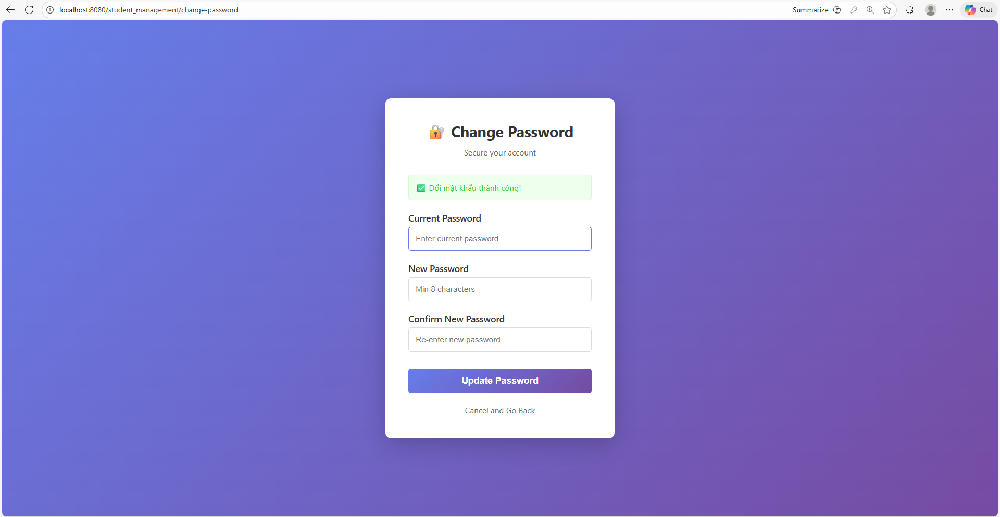 localhost:8080/student_management/change-password
Summarize
Chat
Change Password
Secure your account
Đổi mật khẩu thành công!
Current Password
Enter current password
New Password
Min 8 characters
Confirm New Password
Re-enter new password
Update Password
Cancel and Go Back